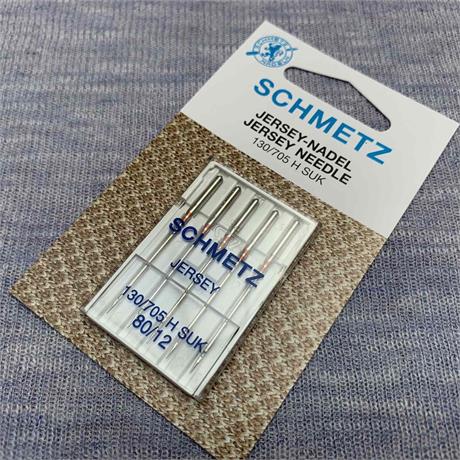 SCHMETZ
JERSEY-NADEL
JERSEY NEEDLE
130/705 H SUK
SCHMETZ
JERSEY
130/705 H SUK
80/12